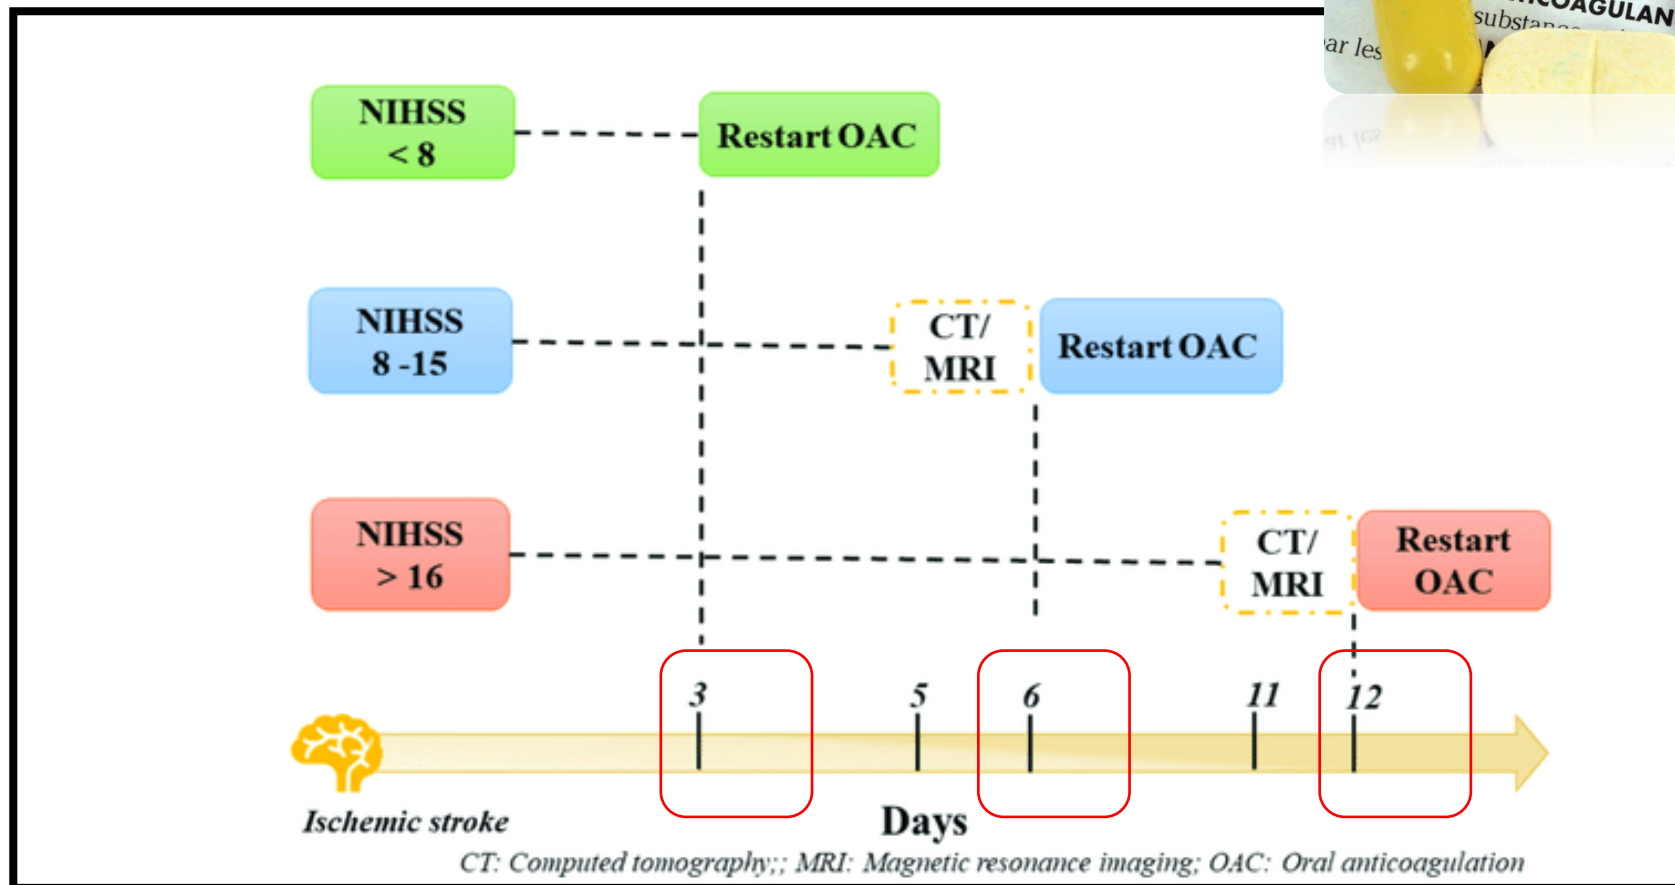 COAGULAN
ar les
NIHSS
< 8
Restart OAC
NIHSS
8 -15
CT/
MRI
Restart OAC
NIHSS
> 16
CT/
MRI
Restart
OAC
3
5
6
11
12
Ischemic stroke
Days
CT: Computed tomography;; MRI: Magnetic resonance imaging; OAC: Oral anticoagulation